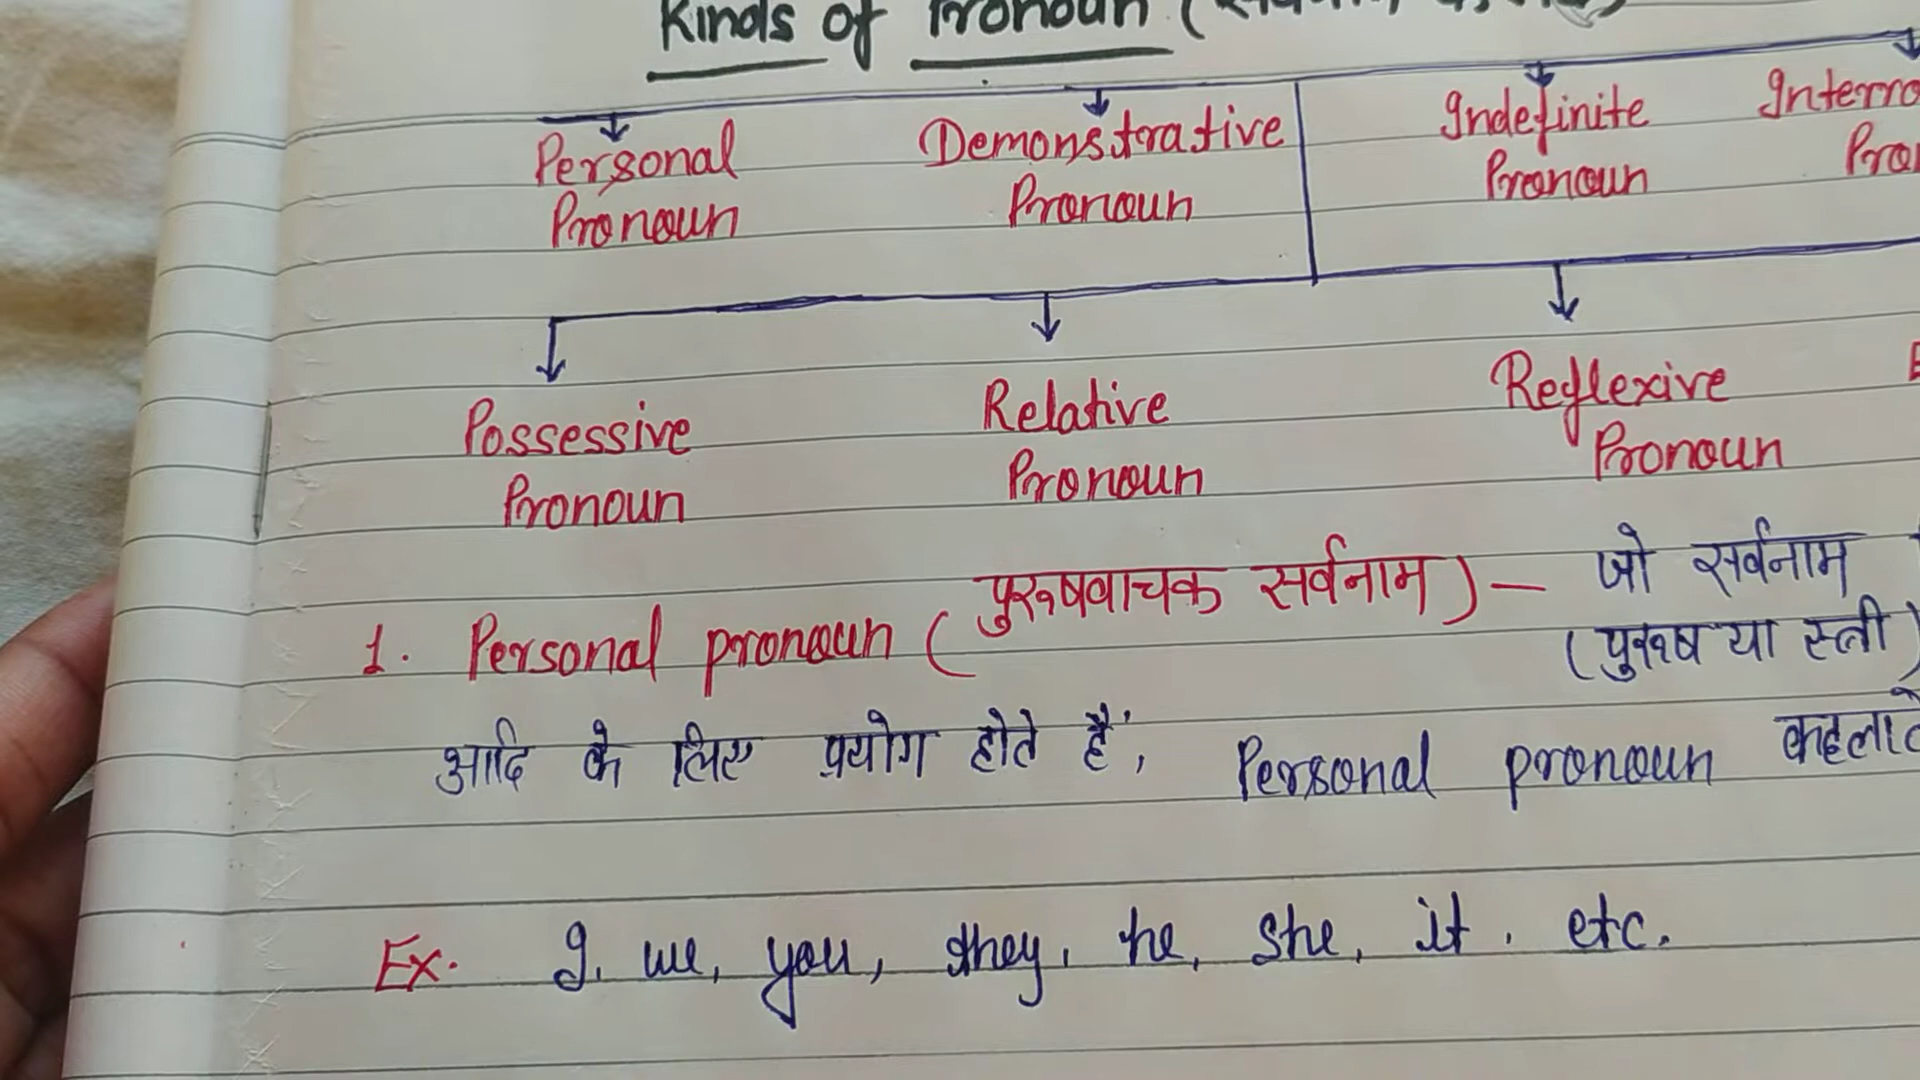 Kinds of Pronoun (
Personal Demonstrative Indefinite
Pronoun Pronoun Pronoun
Possessive Relative Reflexive
Pronoun Pronoun Pronoun
1. Personal pronoun (पुरूषवाचक सर्वनाम) – जो सर्वनाम
(पुरूष या स्त्री)
आदि के लिए प्रयोग होते हैं, Personal pronoun
Ex. I, we, you, they, he, she, it, etc.